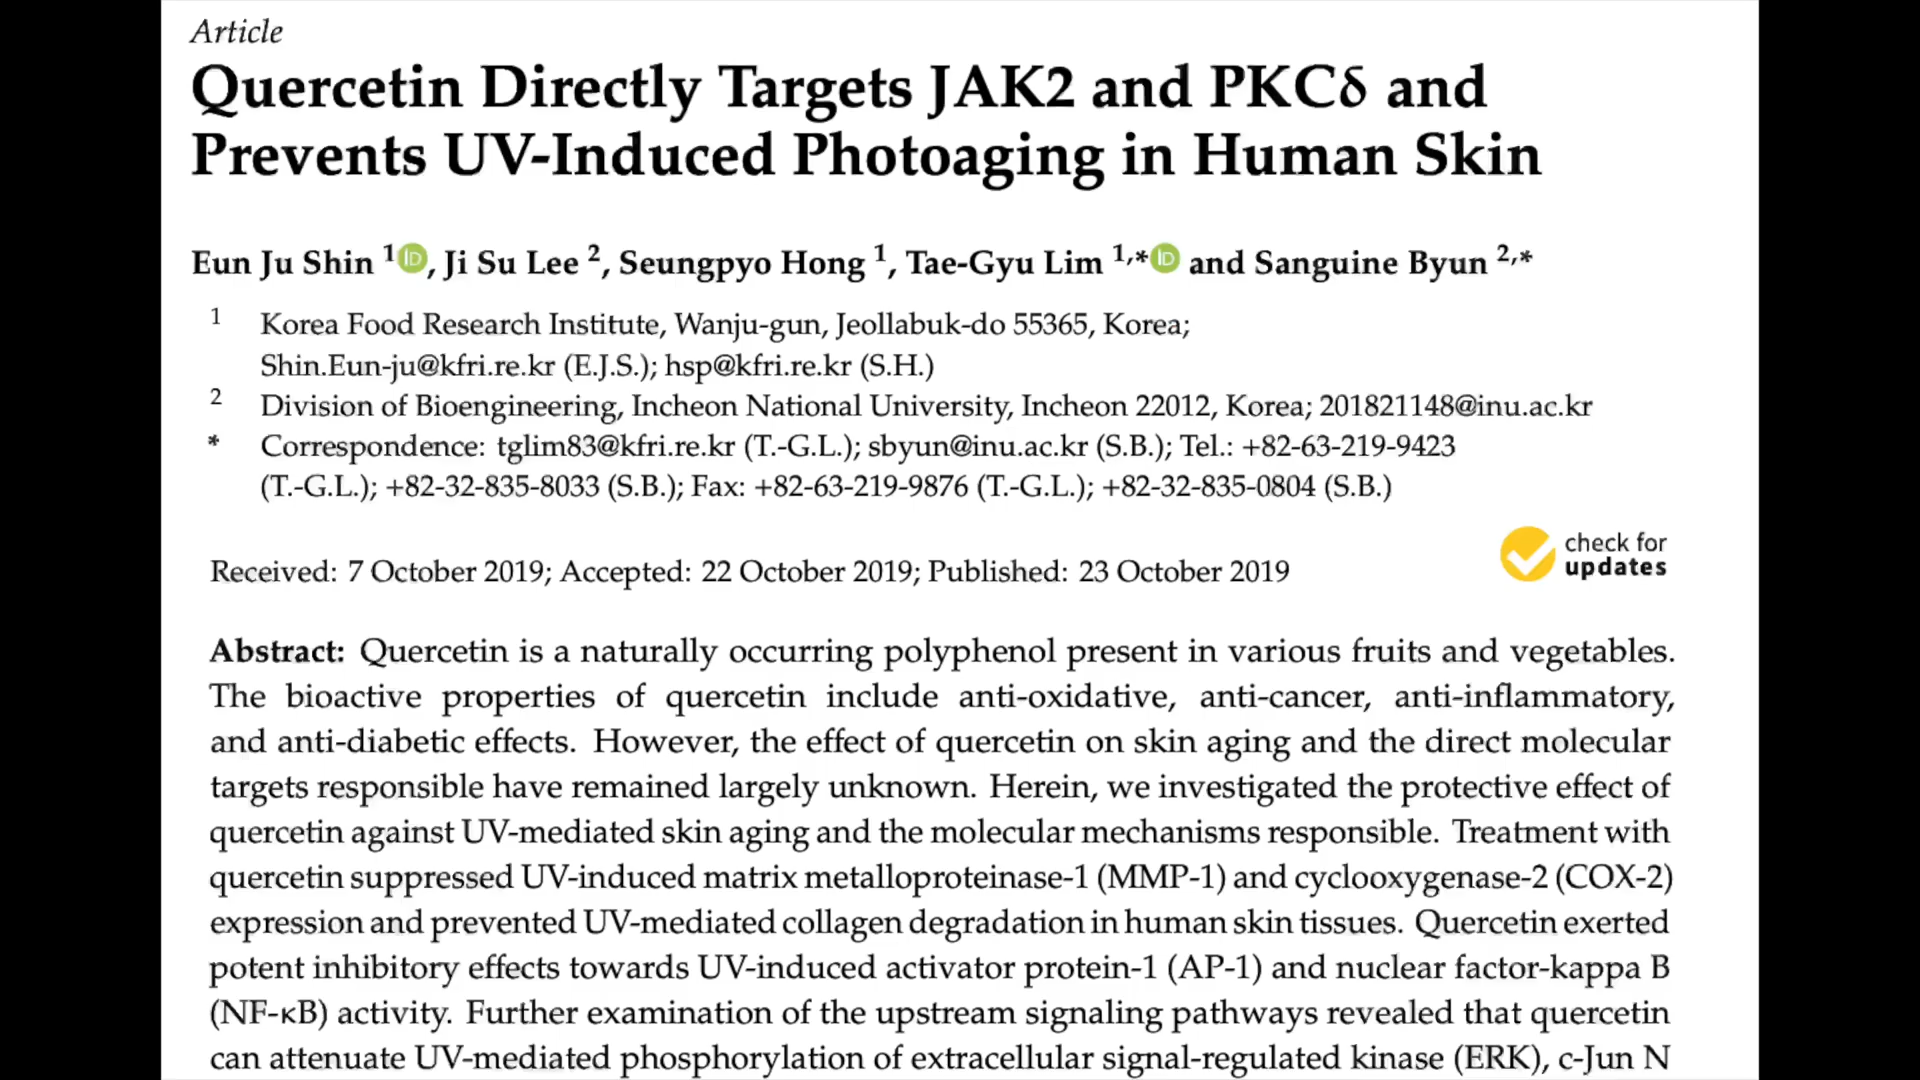 Article
Quercetin Directly Targets JAK2 and PKCδ and
Prevents UV-Induced Photoaging in Human Skin
Eun Ju Shin 1 iD, Ji Su Lee 2, Seungpyo Hong 1, Tae-Gyu Lim 1,* iD and Sanguine Byun 2,*
1 Korea Food Research Institute, Wanju-gun, Jeollabuk-do 55365, Korea;
Shin.Eun-ju@kfri.re.kr (E.J.S.); hsp@kfri.re.kr (S.H.)
2 Division of Bioengineering, Incheon National University, Incheon 22012, Korea; 201821148@inu.ac.kr
* Correspondence: tglim83@kfri.re.kr (T.-G.L.); sbyun@inu.ac.kr (S.B.); Tel.: +82-63-219-9423
(T.-G.L.); +82-32-835-8033 (S.B.); Fax: +82-63-219-9876 (T.-G.L.); +82-32-835-0804 (S.B.)
check for
updates
Received: 7 October 2019; Accepted: 22 October 2019; Published: 23 October 2019
Abstract: Quercetin is a naturally occurring polyphenol present in various fruits and vegetables.
The bioactive properties of quercetin include anti-oxidative, anti-cancer, anti-inflammatory,
and anti-diabetic effects. However, the effect of quercetin on skin aging and the direct molecular
targets responsible have remained largely unknown. Herein, we investigated the protective effect of
quercetin against UV-mediated skin aging and the molecular mechanisms responsible. Treatment with
quercetin suppressed UV-induced matrix metalloproteinase-1 (MMP-1) and cyclooxygenase-2 (COX-2)
expression and prevented UV-mediated collagen degradation in human skin tissues. Quercetin exerted
potent inhibitory effects towards UV-induced activator protein-1 (AP-1) and nuclear factor-kappa B
(NF-κB) activity. Further examination of the upstream signaling pathways revealed that quercetin
can attenuate UV-mediated phosphorylation of extracellular signal-regulated kinase (ERK), c-Jun N